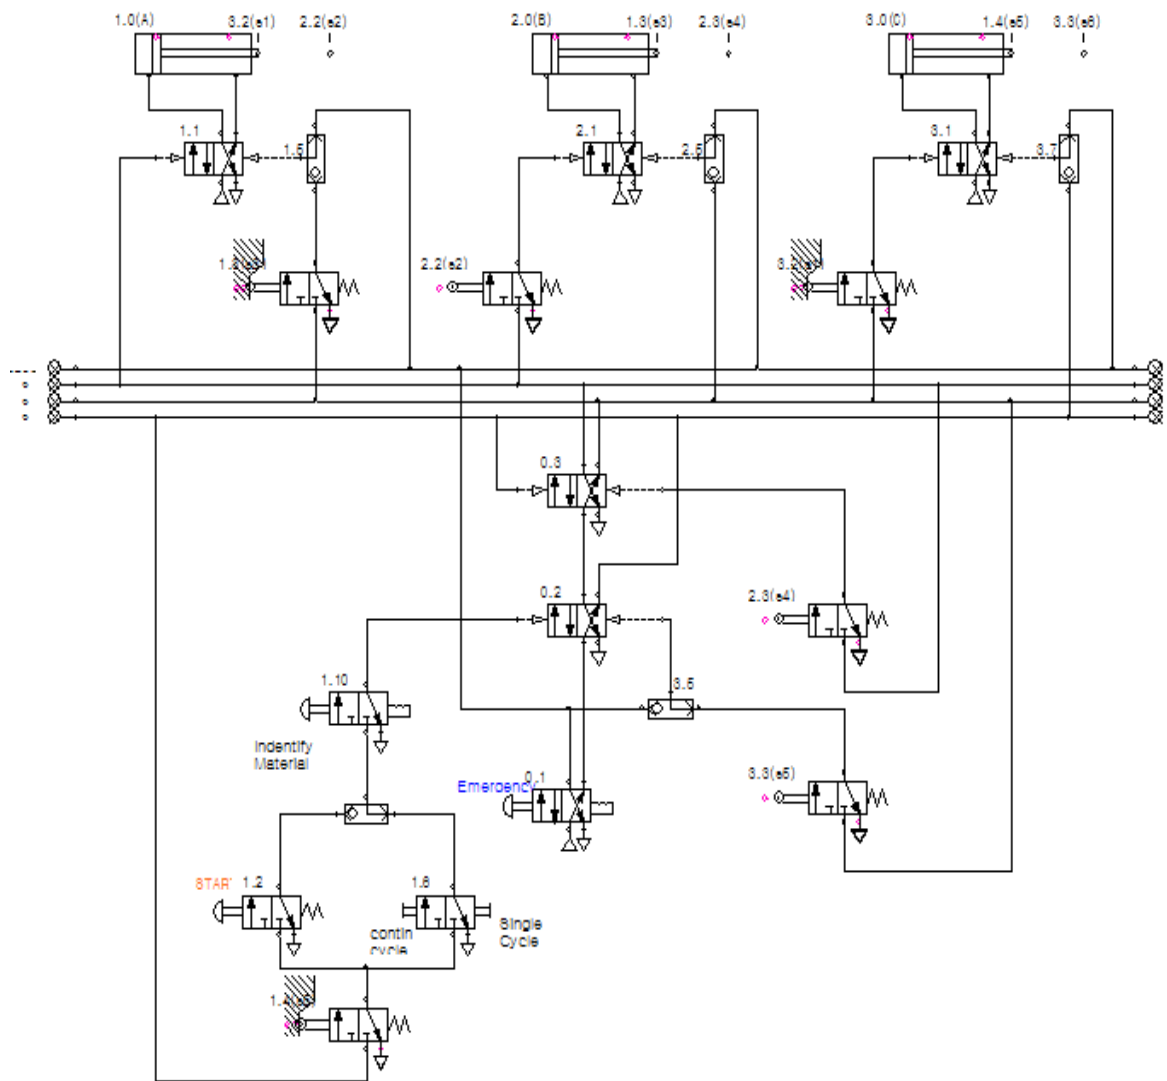 1.0(A)
3.2(e1)
2.2(e2)
2.0(B)
1.3(e3)
2.3(e4)
3.0(C)
1.4(e5)
3.3(e6)
1.1
1.5
2.1
2.5
3.1
3.7
2.2(e2)
0.3
0.2
2.3(e4)
1.10
3.5
Indentify
Material
Emergency
0.1
3.3(e5)
START
1.2
1.6
contin
cycle
Single
Cycle